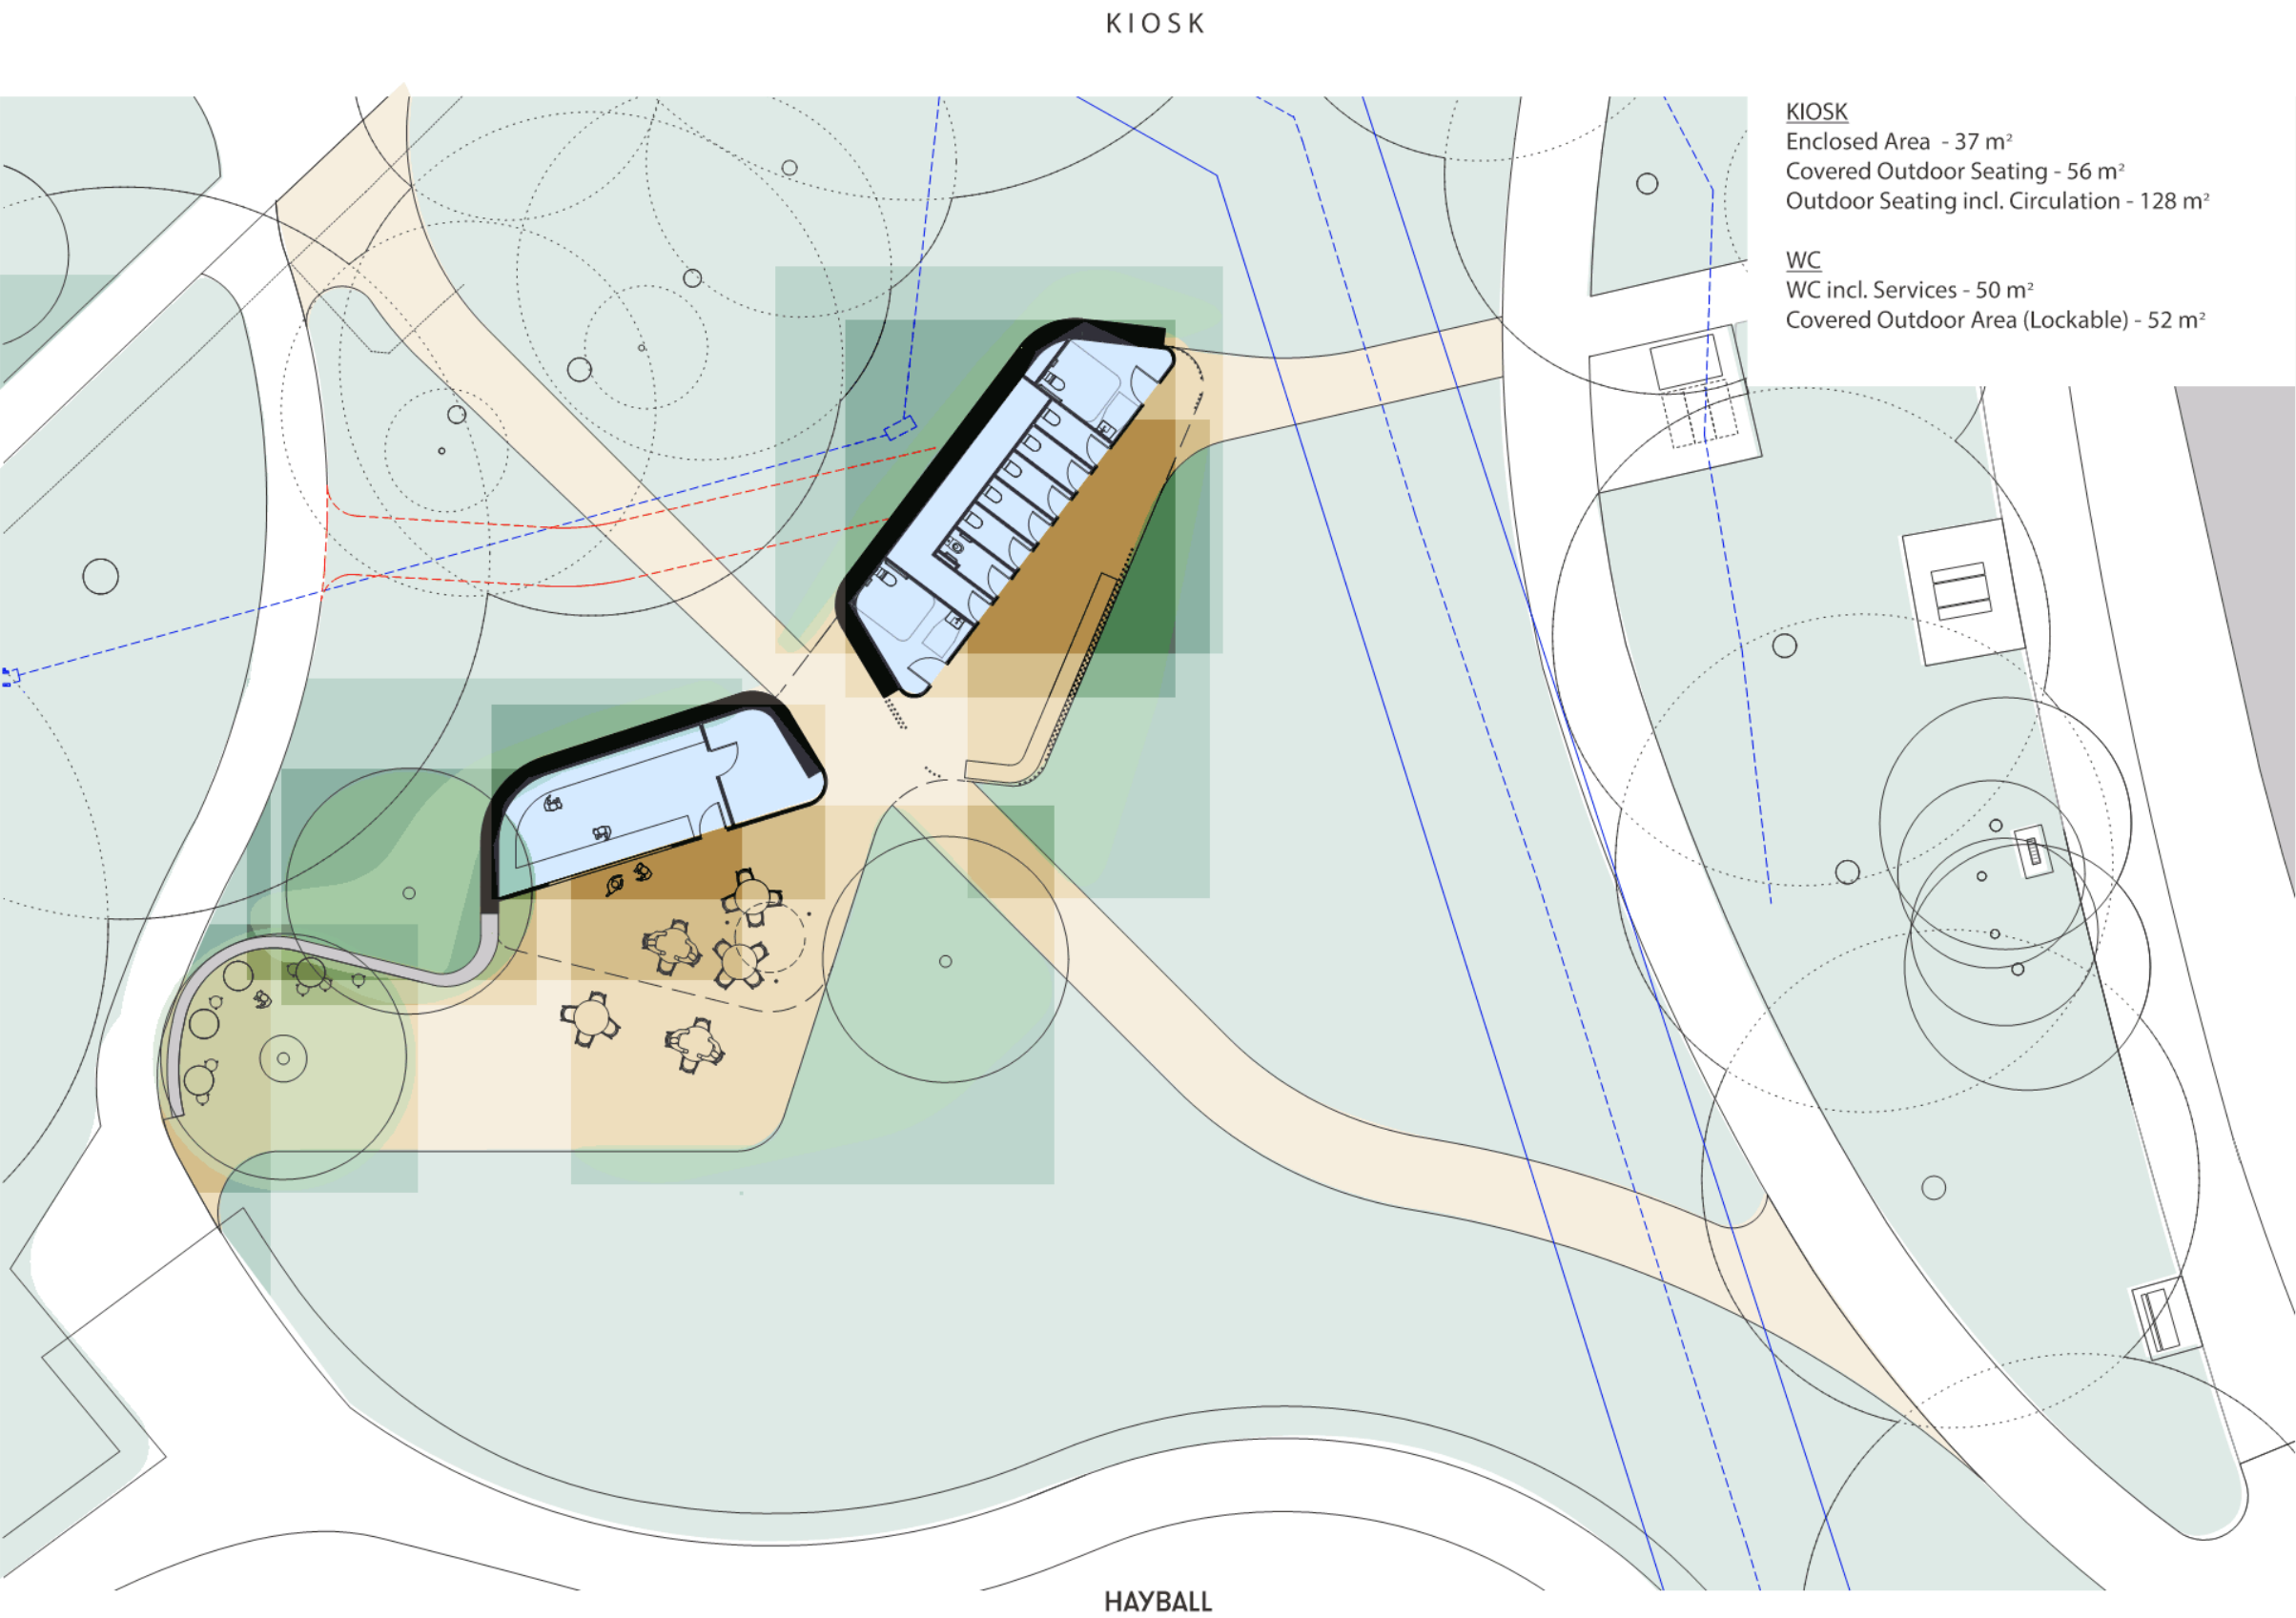 KIOSK
KIOSK
Enclosed Area - 37 m²
Covered Outdoor Seating - 56 m²
Outdoor Seating incl. Circulation - 128 m²
WC
WC incl. Services - 50 m²
Covered Outdoor Area (Lockable) - 52 m²
HAYBALL